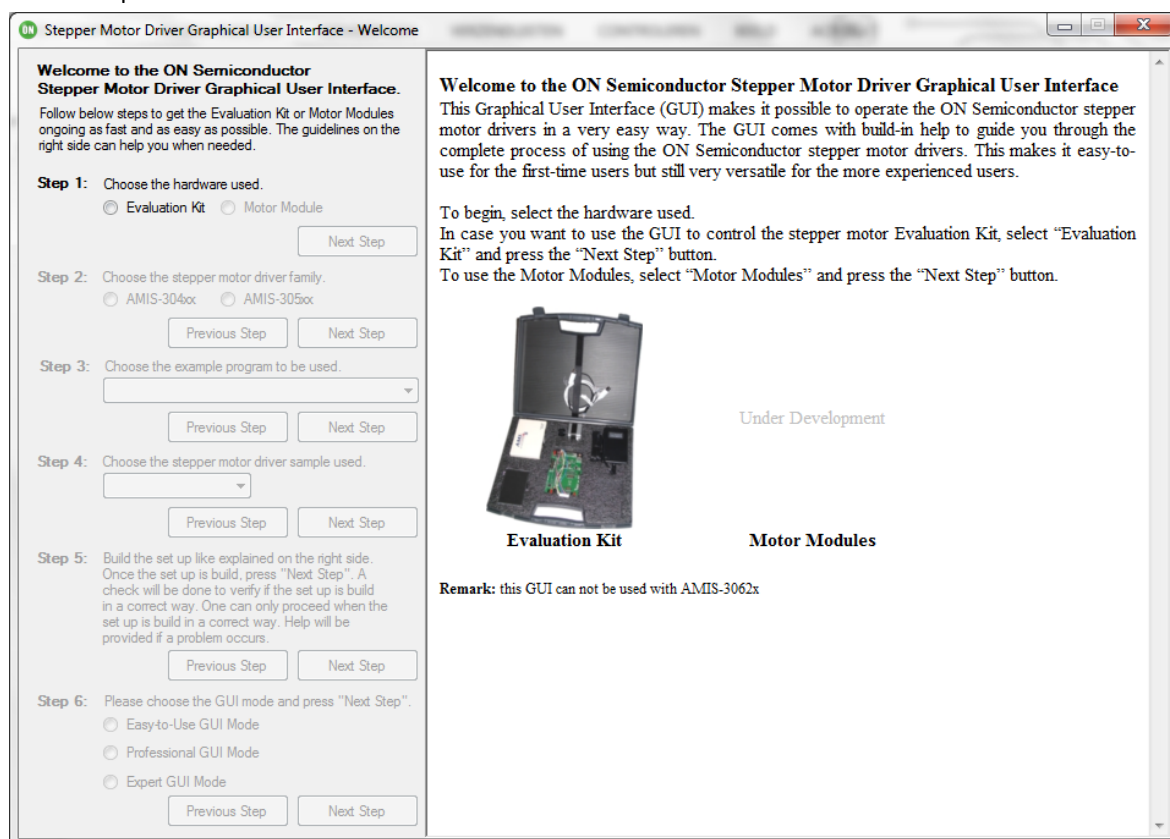 ON Stepper Motor Driver Graphical User Interface - Welcome
Welcome to the ON Semiconductor
Stepper Motor Driver Graphical User Interface.
Follow below steps to get the Evaluation Kit or Motor Modules
ongoing as fast and as easy as possible. The guidelines on the
right side can help you when needed.
Step 1: Choose the hardware used.
Evaluation Kit Motor Module
Next Step
Step 2: Choose the stepper motor driver family.
AMIS-304xx AMIS-305xx
Previous Step Next Step
Step 3: Choose the example program to be used.
Previous Step Next Step
Step 4: Choose the stepper motor driver sample used.
Previous Step Next Step
Step 5: Build the set up like explained on the right side.
Once the set up is build, press "Next Step". A
check will be done to verify if the set up is build
in a correct way. One can only proceed when the
set up is build in a correct way. Help will be
provided if a problem occurs.
Previous Step Next Step
Step 6: Please choose the GUI mode and press "Next Step".
Easy-to-Use GUI Mode
Professional GUI Mode
Expert GUI Mode
Previous Step Next Step
Welcome to the ON Semiconductor Stepper Motor Driver Graphical User Interface
This Graphical User Interface (GUI) makes it possible to operate the ON Semiconductor stepper
motor drivers in a very easy way. The GUI comes with build-in help to guide you through the
complete process of using the ON Semiconductor stepper motor drivers. This makes it easy-to-
use for the first-time users but still very versatile for the more experienced users.
To begin, select the hardware used.
In case you want to use the GUI to control the stepper motor Evaluation Kit, select “Evaluation
Kit” and press the “Next Step” button.
To use the Motor Modules, select “Motor Modules” and press the “Next Step” button.
Under Development
Evaluation Kit Motor Modules
Remark: this GUI can not be used with AMIS-3062x